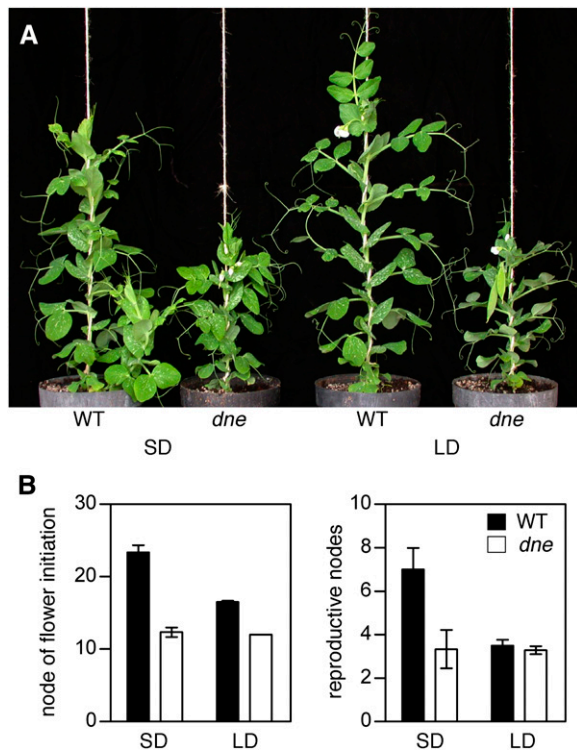 A
WT dne WT dne
SD LD
B
node of flower initiation
30
20
10
0
SD LD
reproductive nodes
10
8
6
4
2
0
WT
dne
SD LD